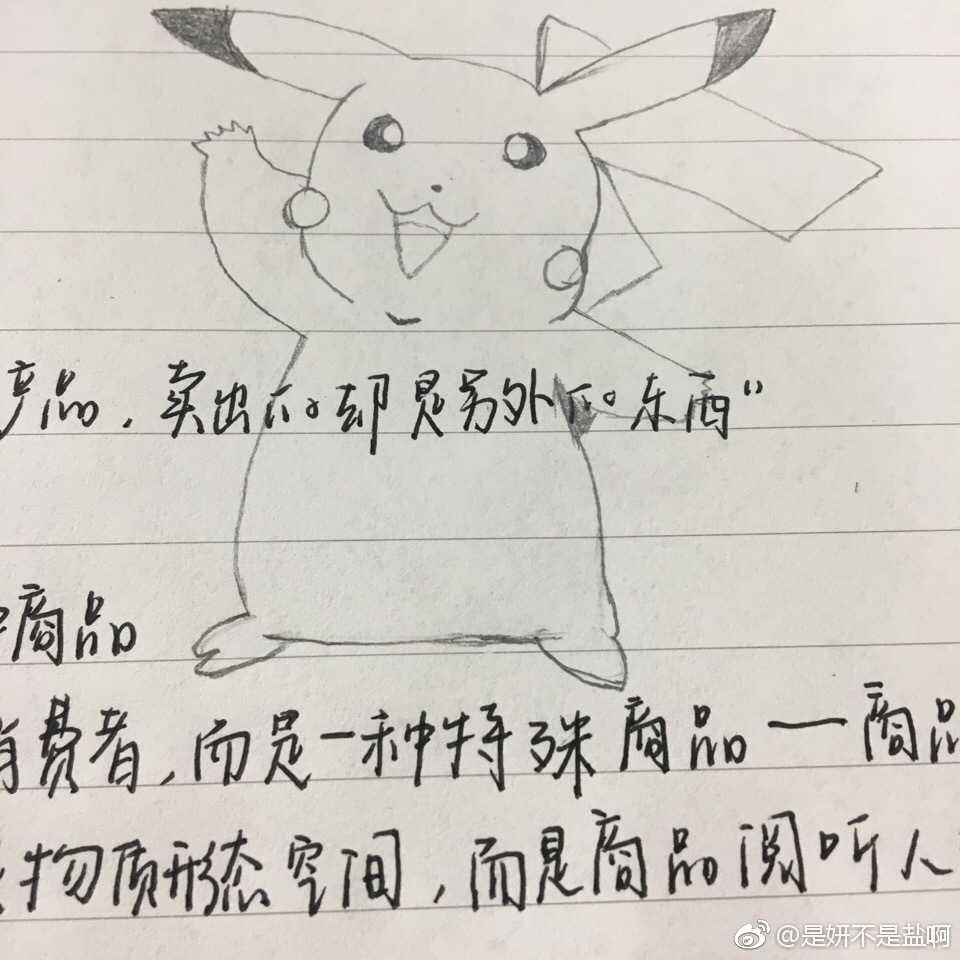 产品，卖出的却是另外的东西"
商品
消费者，而是一种特殊商品一商品
物质形态空间，而是商品阅听人
@是妍不是盐啊